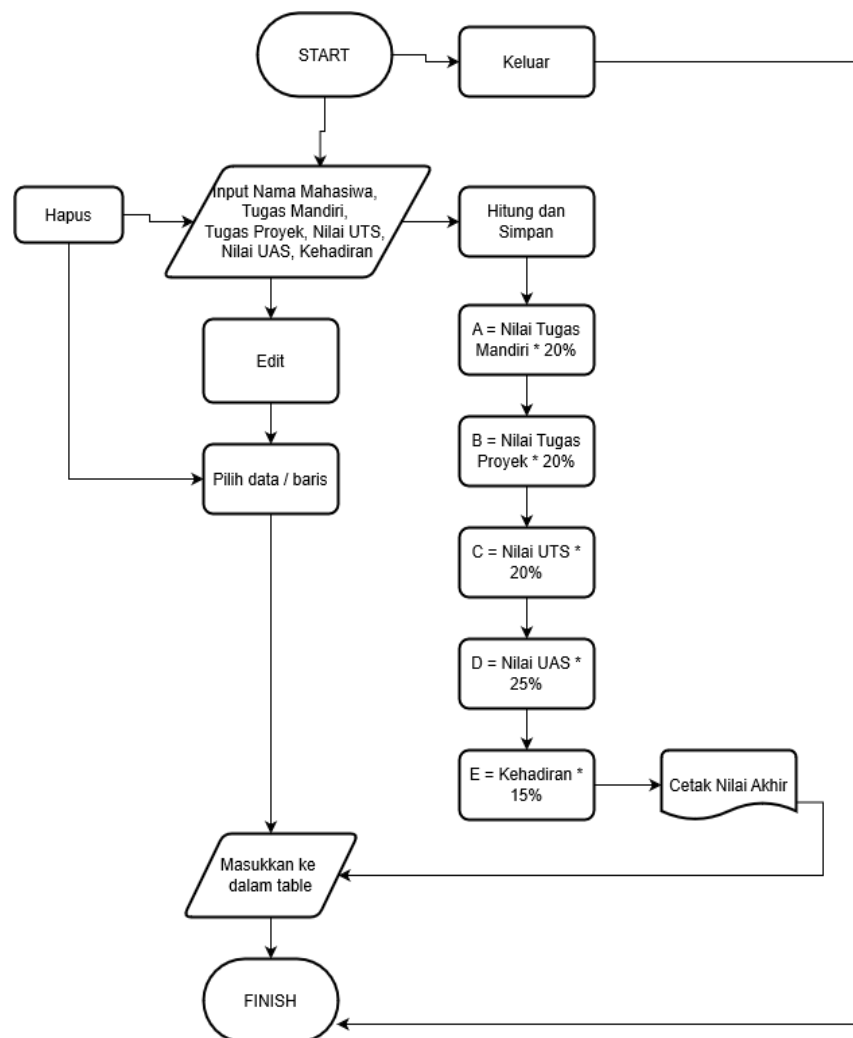 START
Keluar
Input Nama Mahasiwa,
Tugas Mandiri,
Tugas Proyek, Nilai UTS,
Nilai UAS, Kehadiran
Hapus
Hitung dan
Simpan
A = Nilai Tugas
Mandiri * 20%
Edit
B = Nilai Tugas
Proyek * 20%
Pilih data / baris
C = Nilai UTS *
20%
D = Nilai UAS *
25%
E = Kehadiran *
15%
Cetak Nilai Akhir
Masukkan ke
dalam table
FINISH